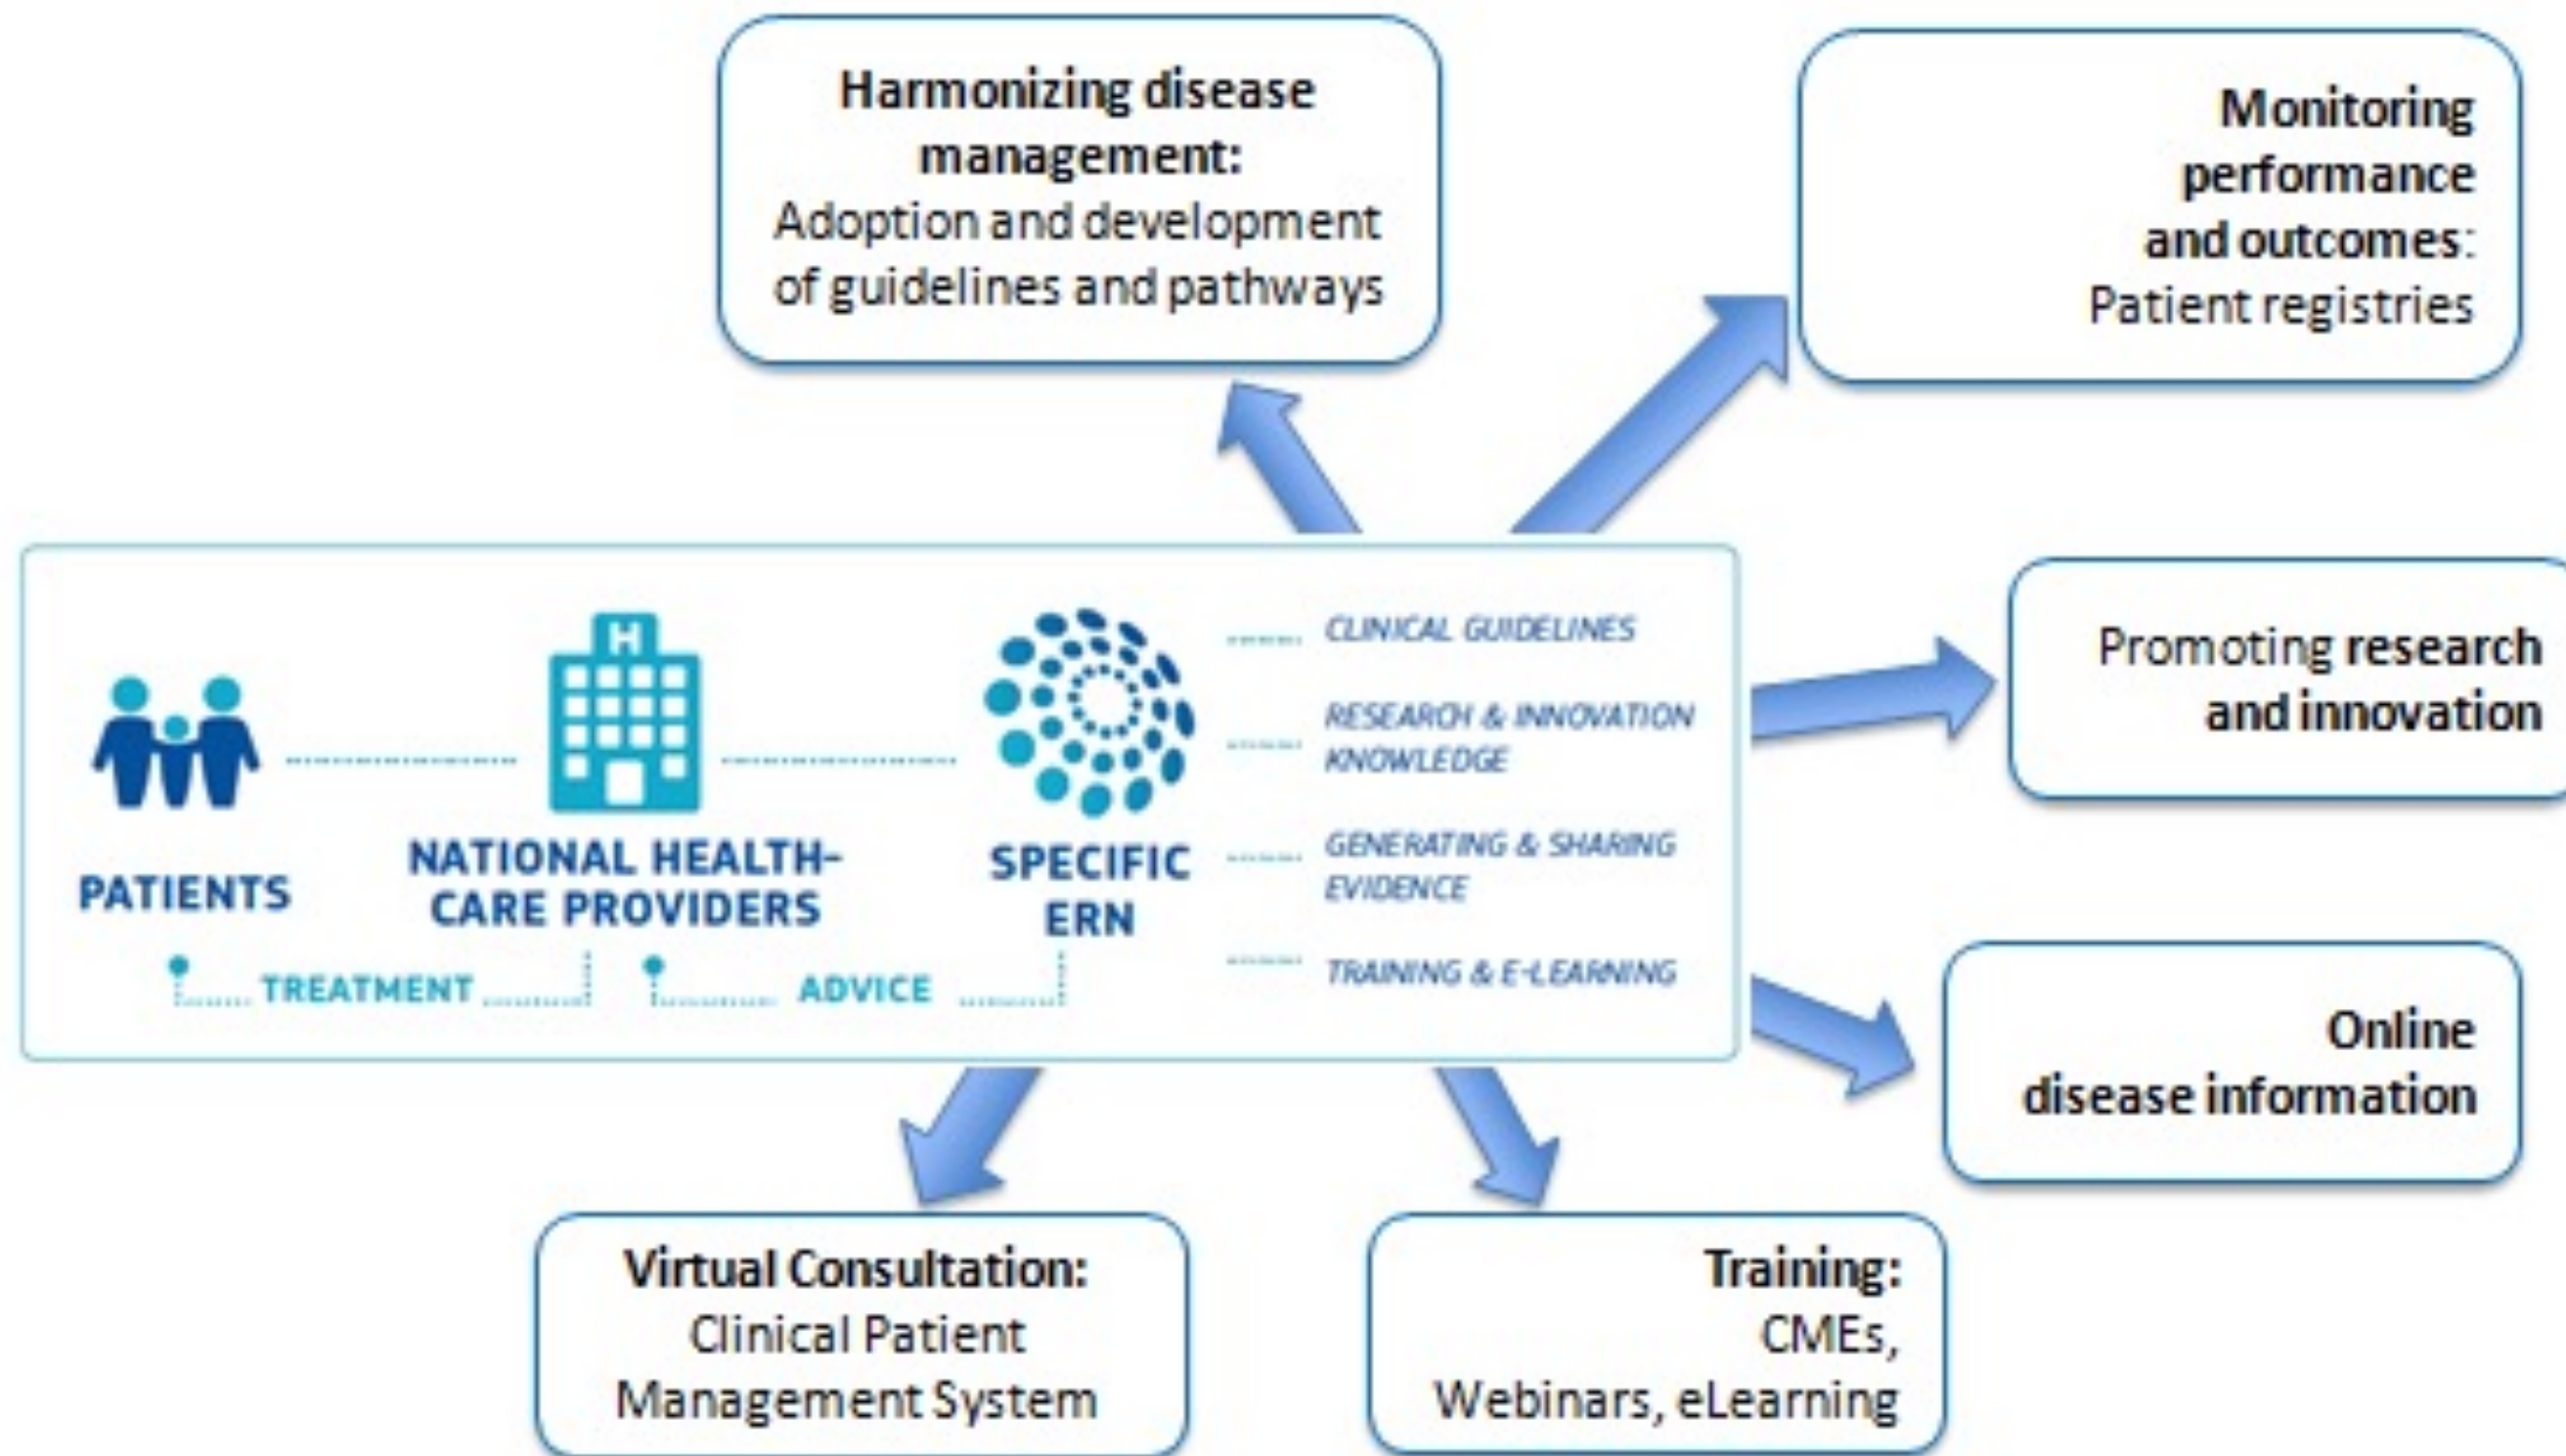 Harmonizing disease
management:
Adoption and development
of guidelines and pathways
Monitoring
performance
and outcomes:
Patient registries
H
PATIENTS
NATIONAL HEALTH-
CARE PROVIDERS
SPECIFIC
ERN
TREATMENT
ADVICE
CLINICAL GUIDELINES
RESEARCH & INNOVATION
KNOWLEDGE
GENERATING & SHARING
EVIDENCE
TRAINING & E-LEARNING
Promoting research
and innovation
Online
disease information
Virtual Consultation:
Clinical Patient
Management System
Training:
CMEs,
Webinars, eLearning